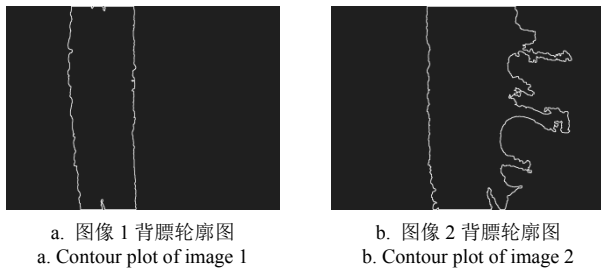 a. 图像 1 背膘轮廓图
a. Contour plot of image 1
b. 图像 2 背膘轮廓图
b. Contour plot of image 2